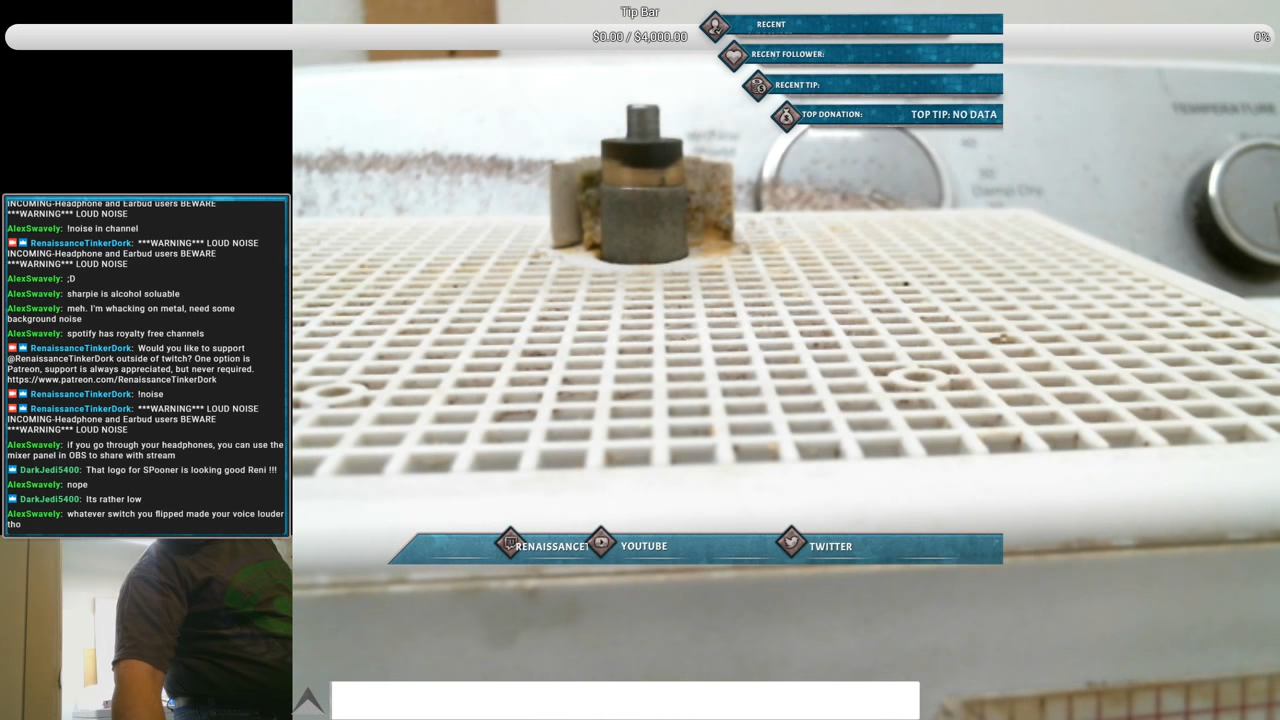 Tip Bar
$0.00 / $4,000.00
0%
RECENT
RECENT FOLLOWER:
RECENT TIP:
TOP DONATION:
TOP TIP: NO DATA
TEMPERATURE
INCOMING-Headphone and Earbud users BEWARE
***WARNING*** LOUD NOISE
AlexSwavely: !noise in channel
RenaissanceTinkerDork: ***WARNING*** LOUD NOISE
INCOMING-Headphone and Earbud users BEWARE
***WARNING*** LOUD NOISE
AlexSwavely: ;D
AlexSwavely: sharpie is alcohol soluable
AlexSwavely: meh. I'm whacking on metal, need some
background noise
AlexSwavely: spotify has royalty free channels
RenaissanceTinkerDork: Would you like to support
@RenaissanceTinkerDork outside of twitch? One option is
Patreon, support is always appreciated, but never required.
https://www.patreon.com/RenaissanceTinkerDork
RenaissanceTinkerDork: !noise
RenaissanceTinkerDork: ***WARNING*** LOUD NOISE
INCOMING-Headphone and Earbud users BEWARE
***WARNING*** LOUD NOISE
AlexSwavely: if you go through your headphones, you can use the
mixer panel in OBS to share with stream
DarkJedi5400: That logo for SPooner is looking good Reni !!!
AlexSwavely: nope
DarkJedi5400: Its rather low
AlexSwavely: whatever switch you flipped made your voice louder
tho
RENAISSANCET
YOUTUBE
TWITTER